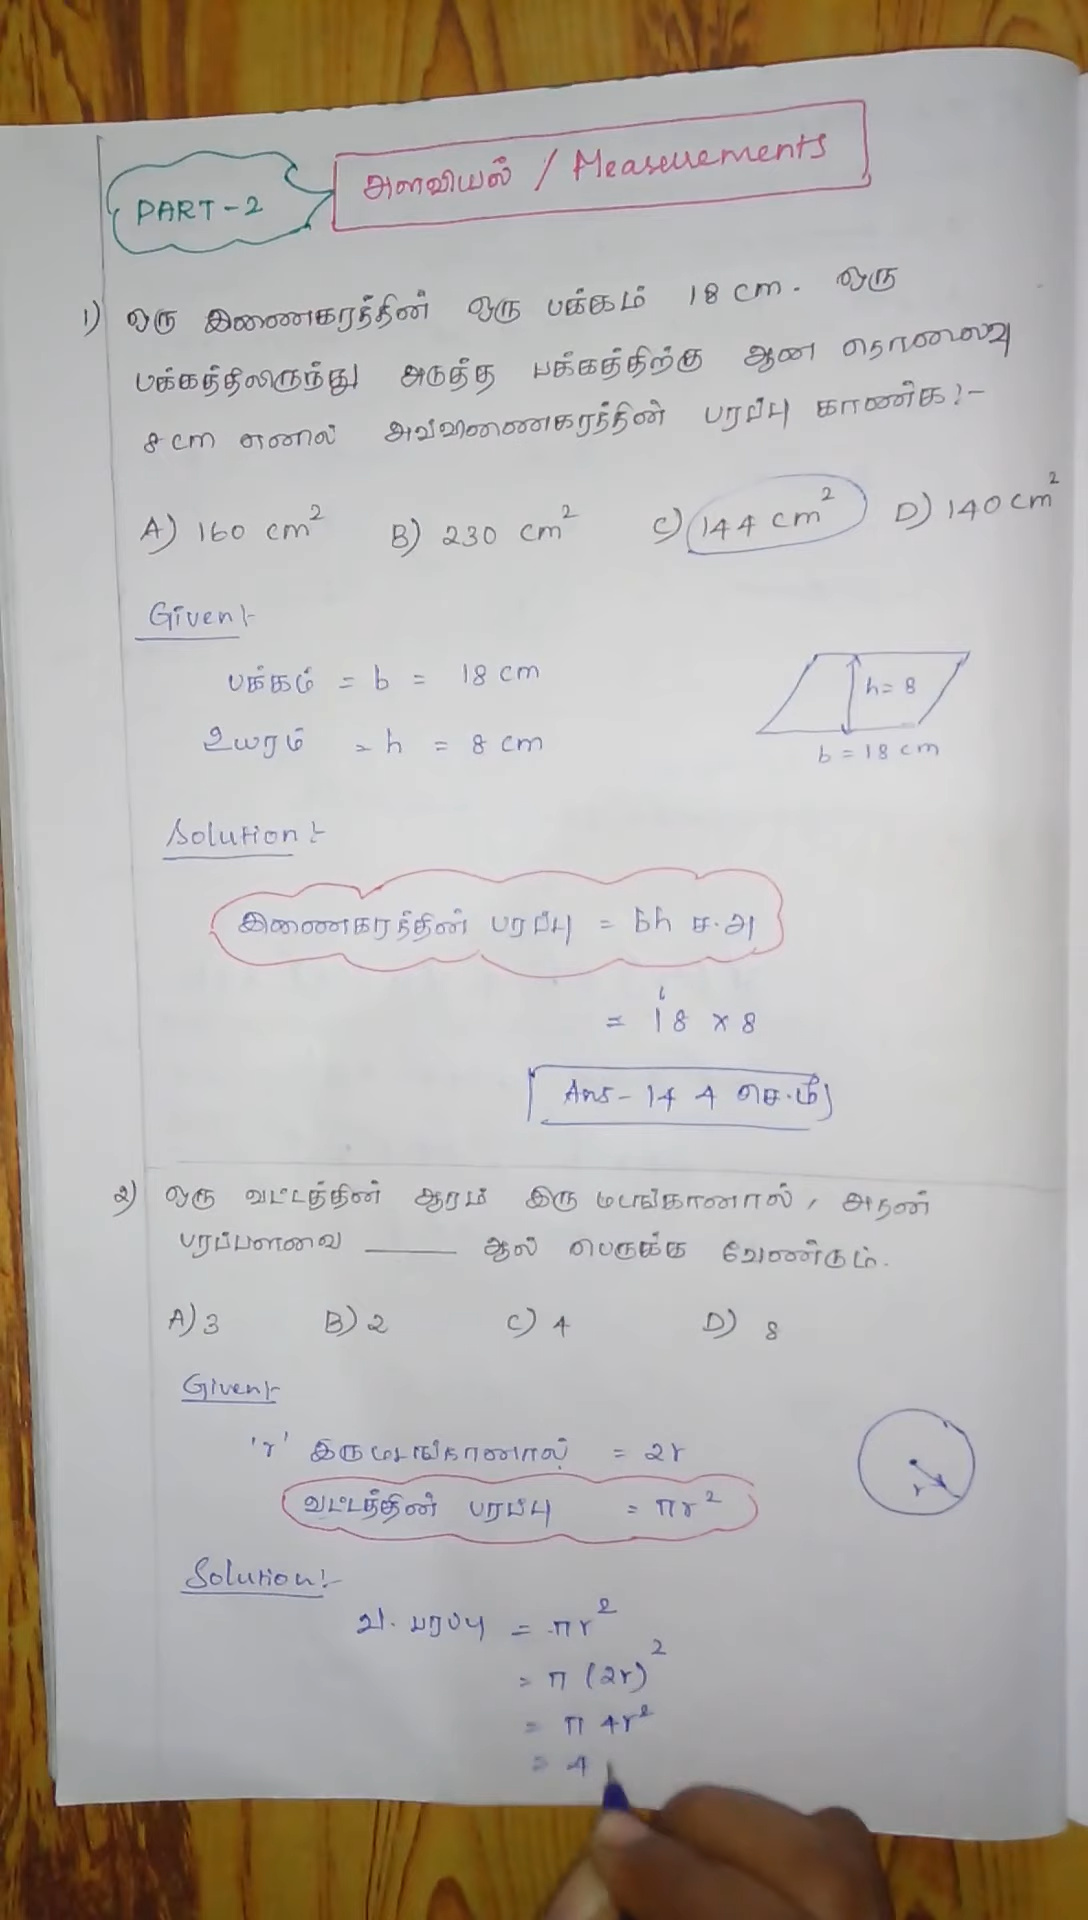 PART-2
அளவியல் / Measurements
1) ஒரு இணைகரத்தின் ஒரு பக்கம் 18 cm. ஒரு
பக்கத்திலிருந்து அடுத்த பக்கத்திற்கு ஆன தொலைவு
8 cm எனில் அவ்விணைகரத்தின் பரப்பு காண்க:-
A) 160 cm² B) 230 cm² C) 144 cm² D) 140 cm²
Given:-
பக்கம் = b = 18 cm
உயரம் = h = 8 cm
h = 8
b = 18 cm
Solution:-
இணைகரத்தின் பரப்பு = bh ச.அ
6
= 18 × 8
Ans - 144 செ.மீ
2) ஒரு வட்டத்தின் ஆரம் இரு மடங்கானால், அதன்
பரப்பளவை ____ ஆல் பெருக்க வேண்டும்.
A) 3 B) 2 C) 4 D) 8
Given:-
'r' இருமடங்கானால் = 2r
வட்டத்தின் பரப்பு = πr²
r
Solution:-
வ. பரப்பு = πr²
= π (2r)²
= π 4r²
= 4